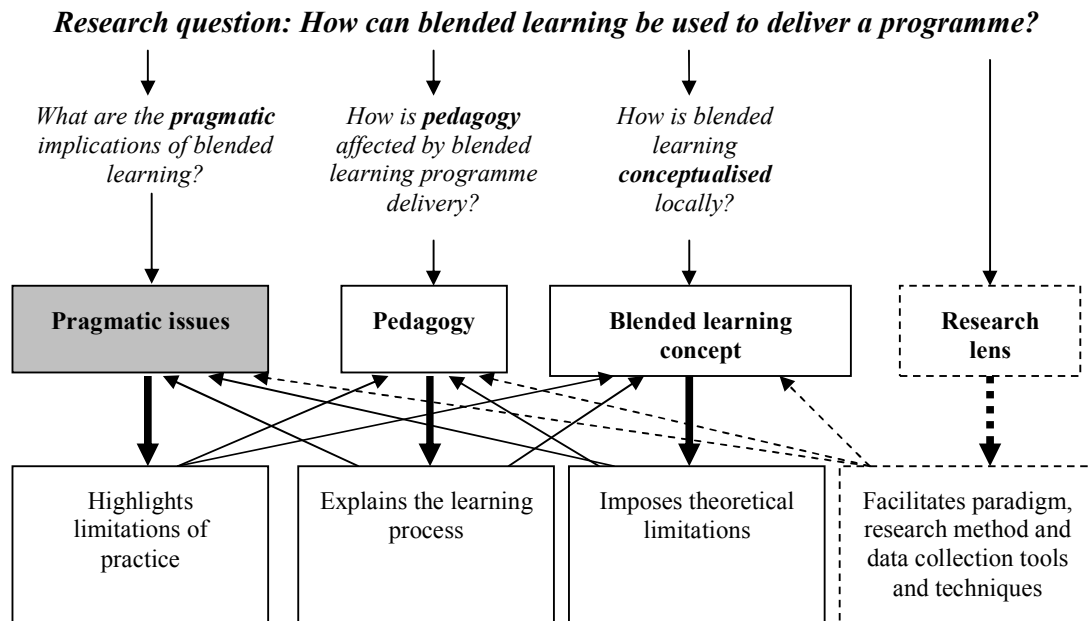 Research question: How can blended learning be used to deliver a programme?
What are the pragmatic
implications of blended
learning?
How is pedagogy
affected by blended
learning programme
delivery?
How is blended
learning
conceptualised
locally?
Pragmatic issues
Pedagogy
Blended learning
concept
Research
lens
Highlights
limitations of
practice
Explains the learning
process
Imposes theoretical
limitations
Facilitates paradigm,
research method and
data collection tools
and techniques